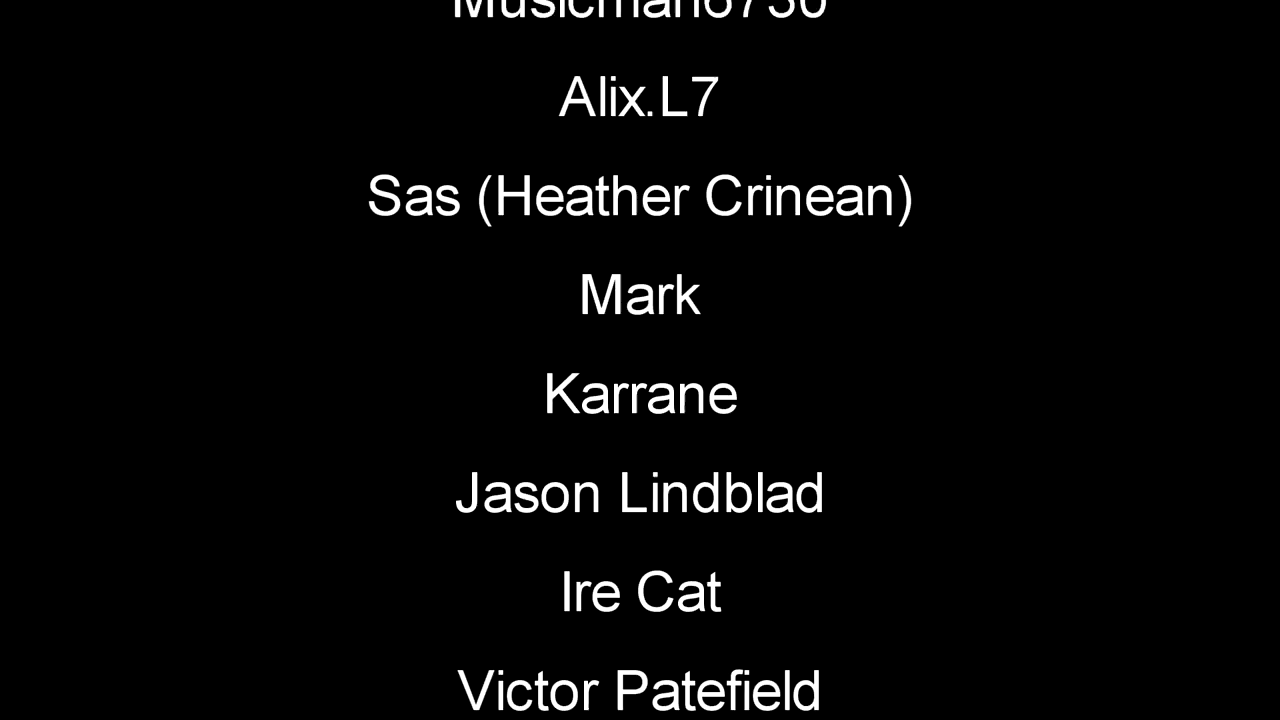 Alix.L7
Sas (Heather Crinean)
Mark
Karrane
Jason Lindblad
Ire Cat
Victor Patefield